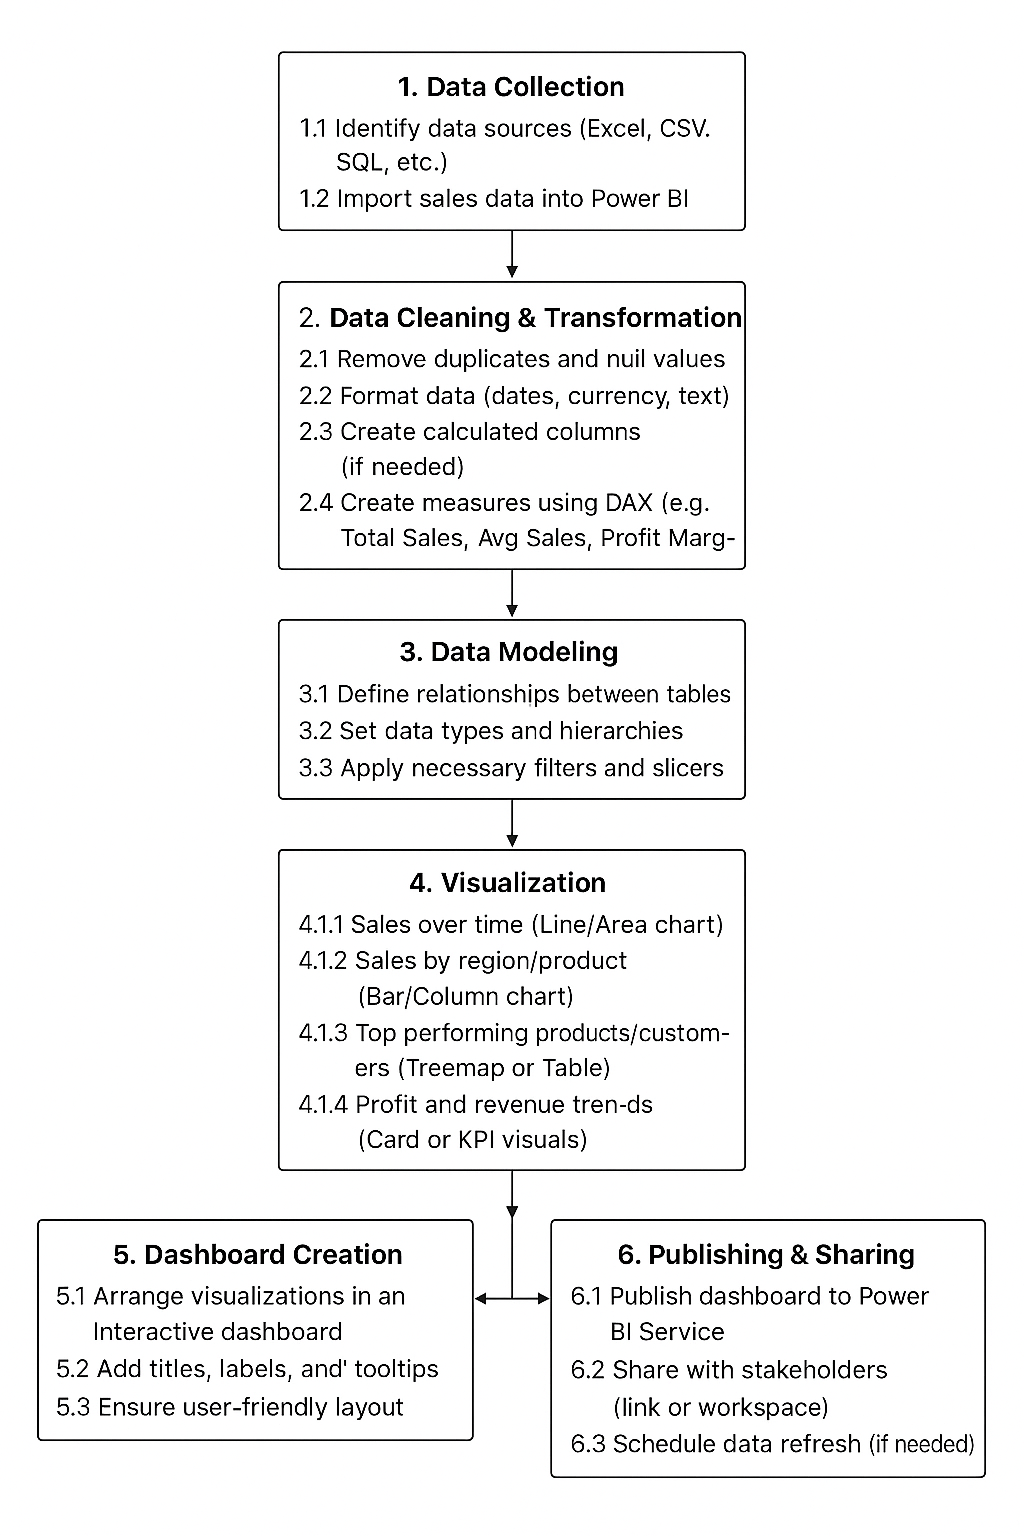 1. Data Collection
1.1 Identify data sources (Excel, CSV.
SQL, etc.)
1.2 Import sales data into Power BI
2. Data Cleaning & Transformation
2.1 Remove duplicates and nuil values
2.2 Format data (dates, currency, text)
2.3 Create calculated columns
(if needed)
2.4 Create measures using DAX (e.g.
Total Sales, Avg Sales, Profit Marg-
3. Data Modeling
3.1 Define relationships between tables
3.2 Set data types and hierarchies
3.3 Apply necessary filters and slicers
4. Visualization
4.1.1 Sales over time (Line/Area chart)
4.1.2 Sales by region/product
(Bar/Column chart)
4.1.3 Top performing products/custom-
ers (Treemap or Table)
4.1.4 Profit and revenue tren-ds
(Card or KPI visuals)
5. Dashboard Creation
5.1 Arrange visualizations in an
Interactive dashboard
5.2 Add titles, labels, and' tooltips
5.3 Ensure user-friendly layout
6. Publishing & Sharing
6.1 Publish dashboard to Power
BI Service
6.2 Share with stakeholders
(link or workspace)
6.3 Schedule data refresh (if needed)